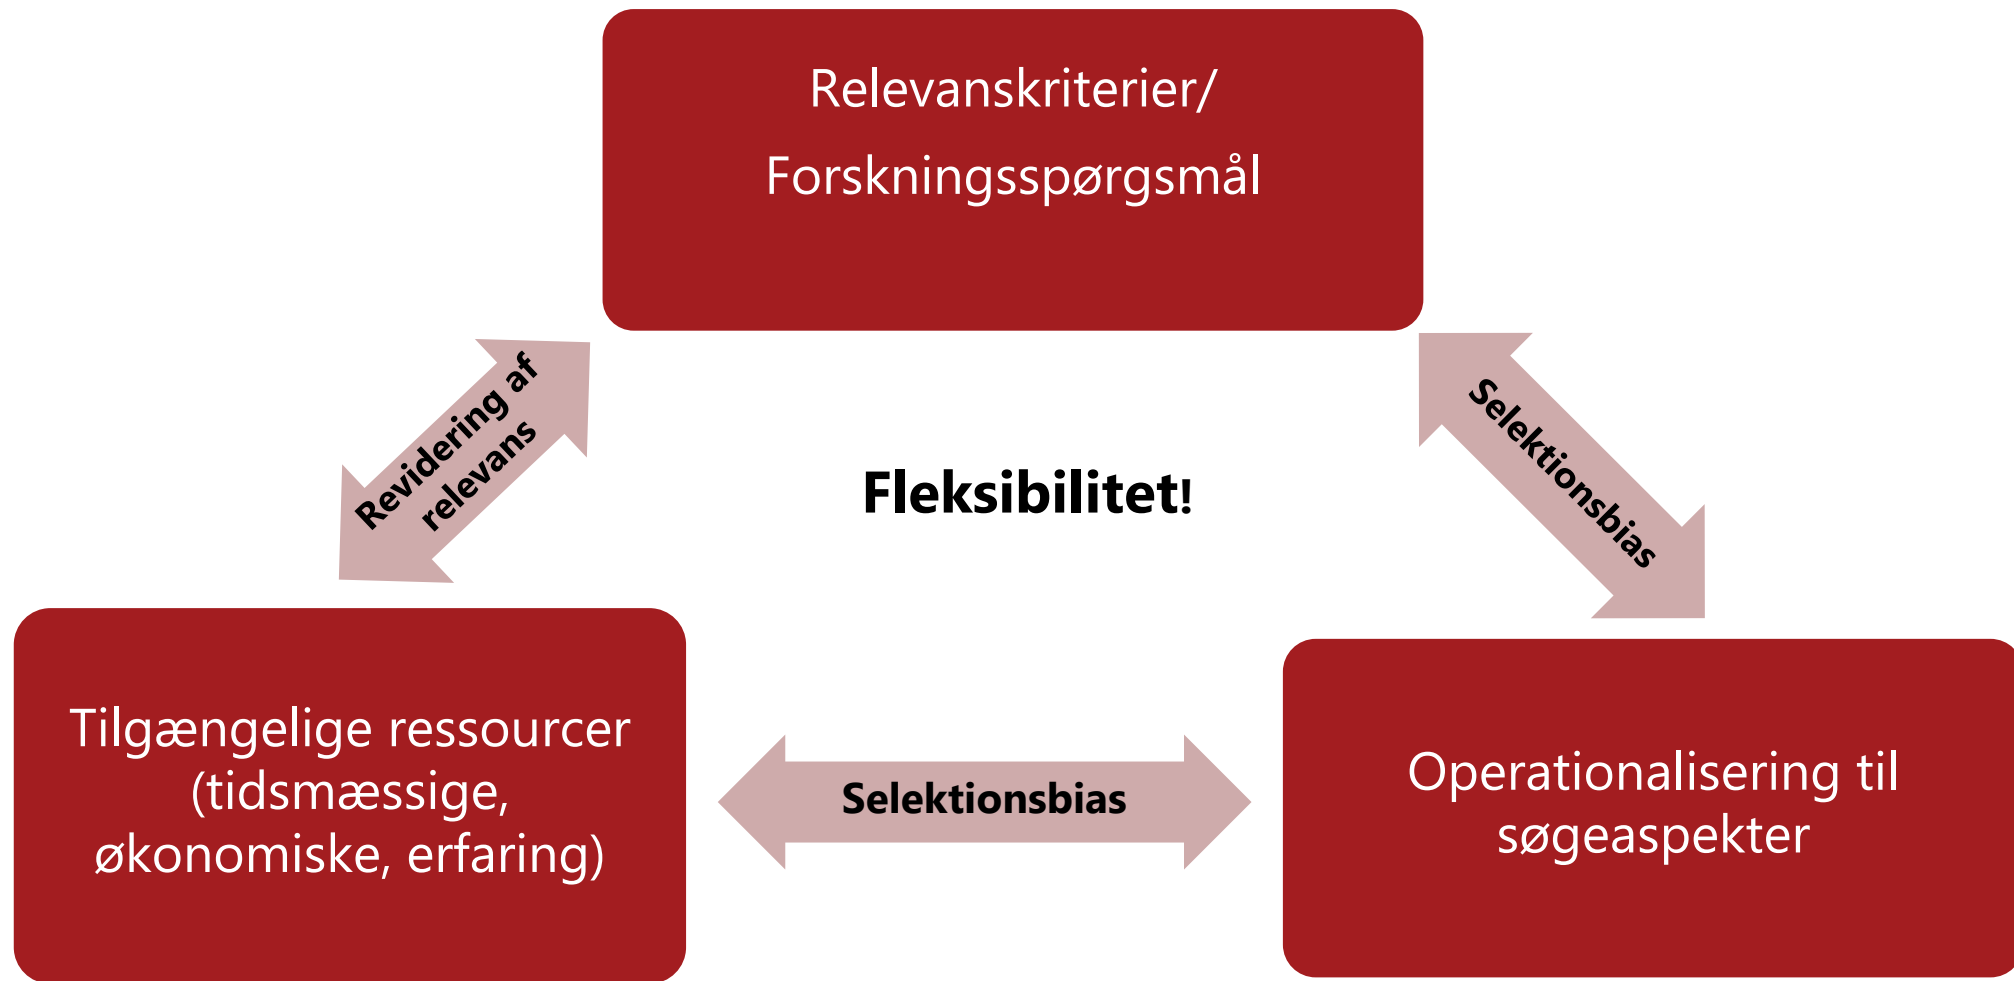 Relevanskriterier/
Forskningsspørgsmål
Revidering af
relevans
Selektionsbias
Fleksibilitet!
Tilgængelige ressourcer
(tidsmæssige,
økonomiske, erfaring)
Selektionsbias
Operationalisering til
søgeaspekter